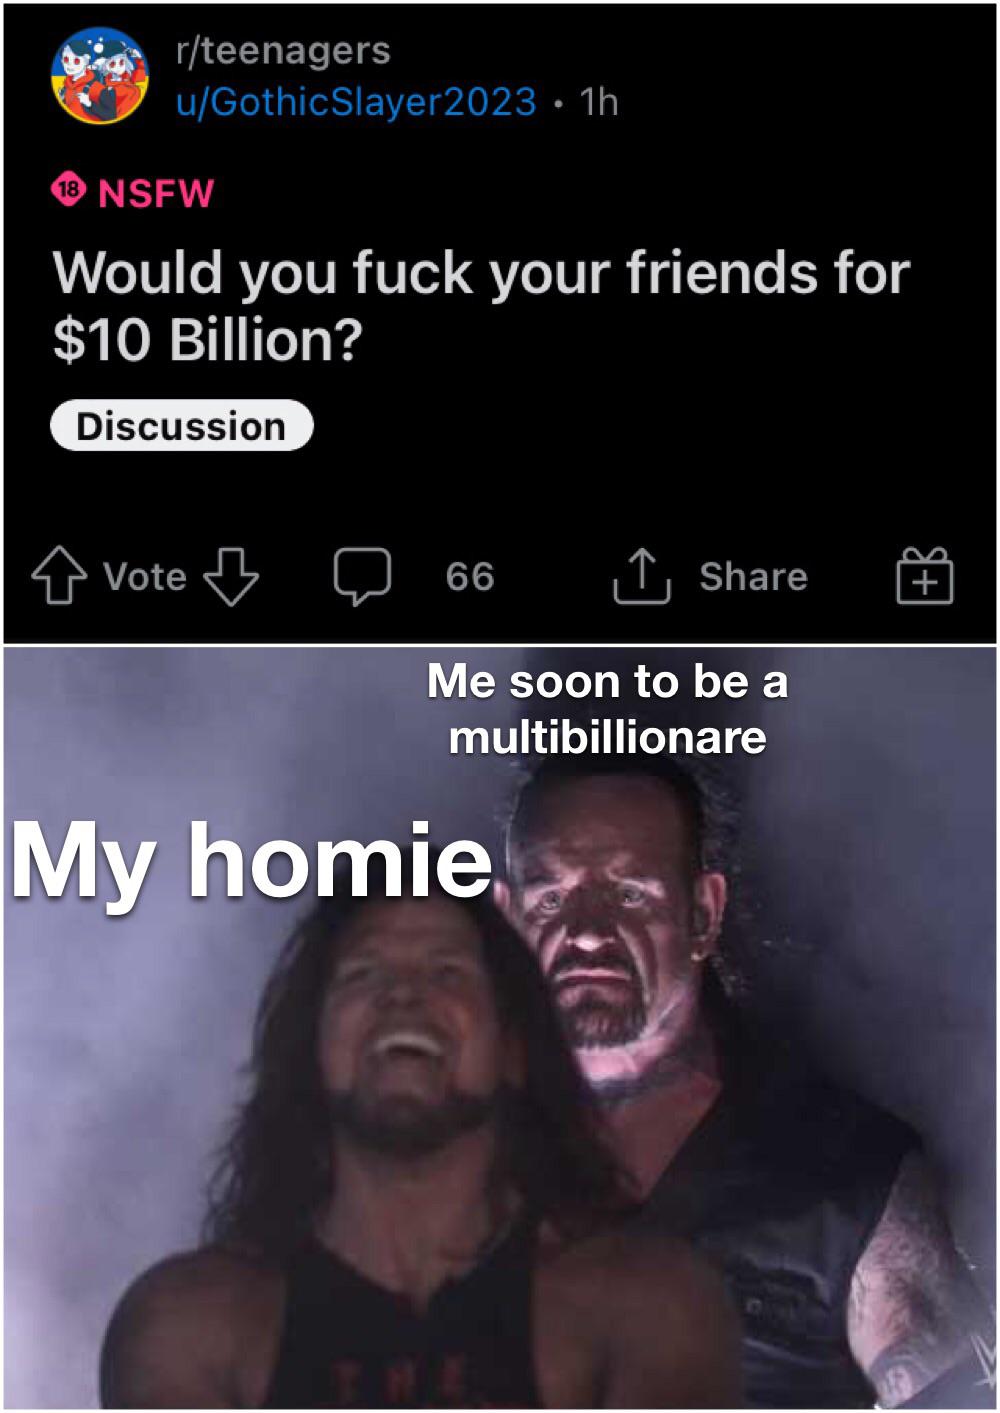 r/teenagers
u/GothicSlayer2023 • 1h
18 NSFW
Would you fuck your friends for
$10 Billion?
Discussion
Vote 66 Share
Me soon to be a
multibillionare
My homie
THE